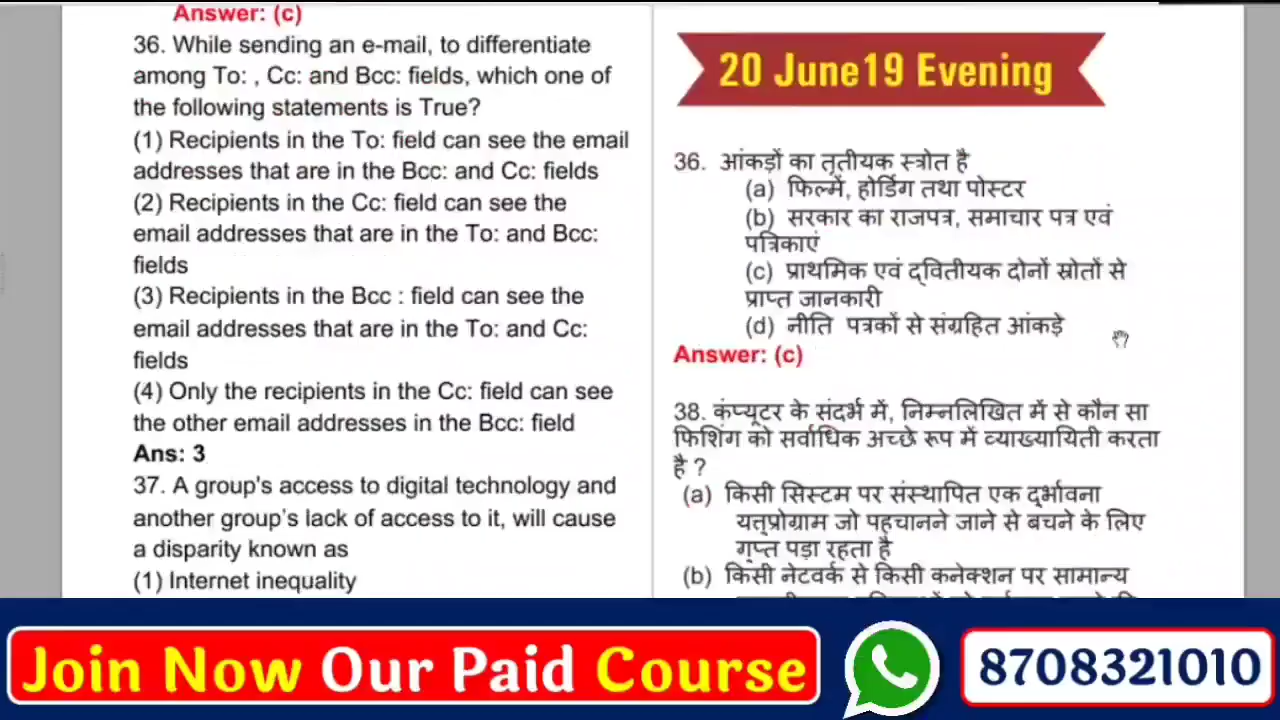 Answer: (c)
36. While sending an e-mail, to differentiate
among To: , Cc: and Bcc: fields, which one of
the following statements is True?
(1) Recipients in the To: field can see the email
addresses that are in the Bcc: and Cc: fields
(2) Recipients in the Cc: field can see the
email addresses that are in the To: and Bcc:
fields
(3) Recipients in the Bcc : field can see the
email addresses that are in the To: and Cc:
fields
(4) Only the recipients in the Cc: field can see
the other email addresses in the Bcc: field
Ans: 3
37. A group's access to digital technology and
another group's lack of access to it, will cause
a disparity known as
(1) Internet inequality
20 June19 Evening
36. आंकड़ों का तृतीयक स्त्रोत है
(a) फिल्में, होर्डिंग तथा पोस्टर
(b) सरकार का राजपत्र, समाचार पत्र एवं
पत्रिकाएं
(c) प्राथमिक एवं द्वितीयक दोनों स्रोतों से
प्राप्त जानकारी
(d) नीति पत्रकों से संग्रहित आंकड़े
Answer: (c)
38. कंप्यूटर के संदर्भ में, निम्नलिखित में से कौन सा
फिशिंग को सर्वाधिक अच्छे रूप में व्याख्यायिती करता
है ?
(a) किसी सिस्टम पर संस्थापित एक दुर्भावना
यत्प्रोग्राम जो पहचानने जाने से बचने के लिए
गुप्त पड़ा रहता है
(b) किसी नेटवर्क से किसी कनेक्शन पर सामान्य
Join Now Our Paid Course
8708321010